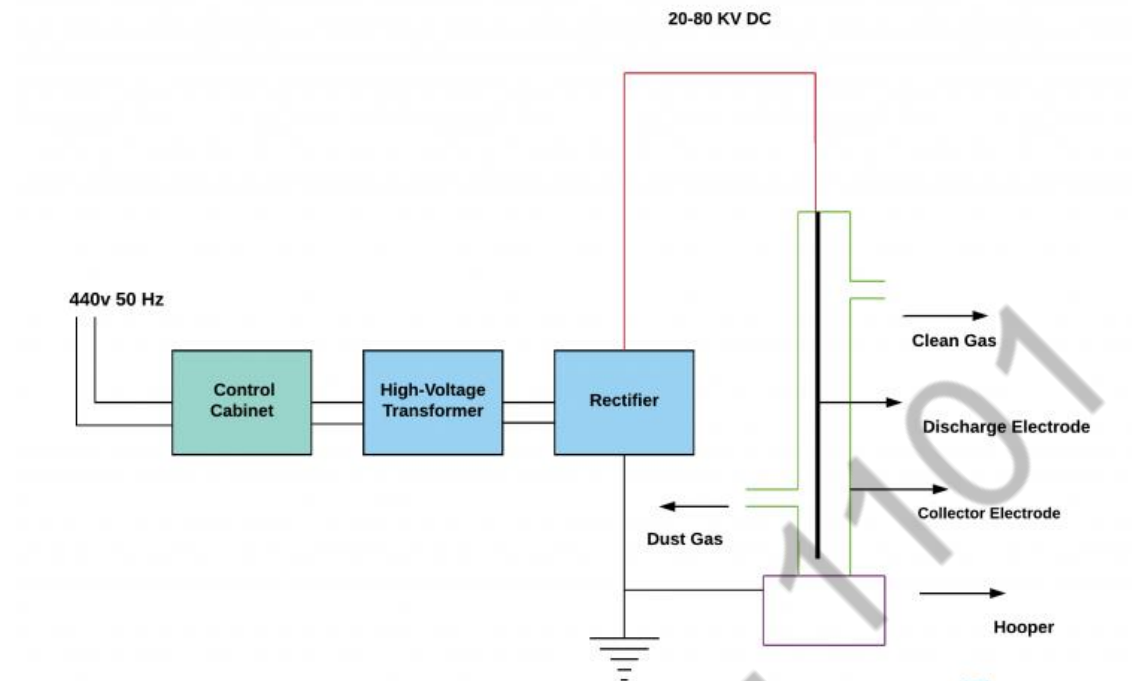 20-80 KV DC
440v 50 Hz
Control
Cabinet
High-Voltage
Transformer
Rectifier
Clean Gas
Discharge Electrode
Collector Electrode
Dust Gas
Hooper
1101